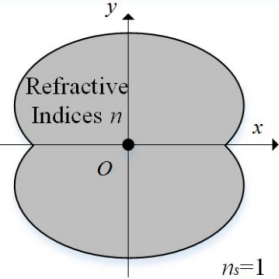 y
Refractive
Indices n
x
O
ns=1